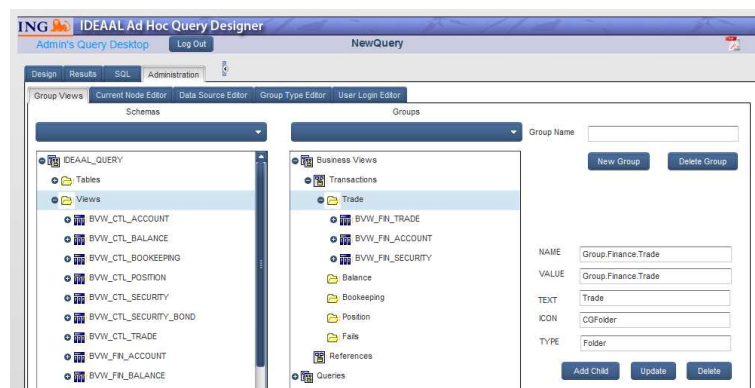 ING IDEAAL Ad Hoc Query Designer
Admin's Query Desktop Log Out NewQuery
Design Results SQL Administration
Group Views Current Node Editor Data Source Editor Group Type Editor User Login Editor
Schemas Groups
Group Name
New Group Delete Group
IDEAAL_QUERY
Tables
Views
BVW_CTL_ACCOUNT
BVW_CTL_BALANCE
BVW_CTL_BOOKEEPING
BVW_CTL_POSITION
BVW_CTL_SECURITY
BVW_CTL_SECURITY_BOND
BVW_CTL_TRADE
BVW_FIN_ACCOUNT
BVW_FIN_BALANCE
Business Views
Transactions
Trade
BVW_FIN_TRADE
BVW_FIN_ACCOUNT
BVW_FIN_SECURITY
Balance
Bookeeping
Position
Fails
References
Queries
NAME Group.Finance.Trade
VALUE Group.Finance.Trade
TEXT Trade
ICON CGFolder
TYPE Folder
Add Child Update Delete